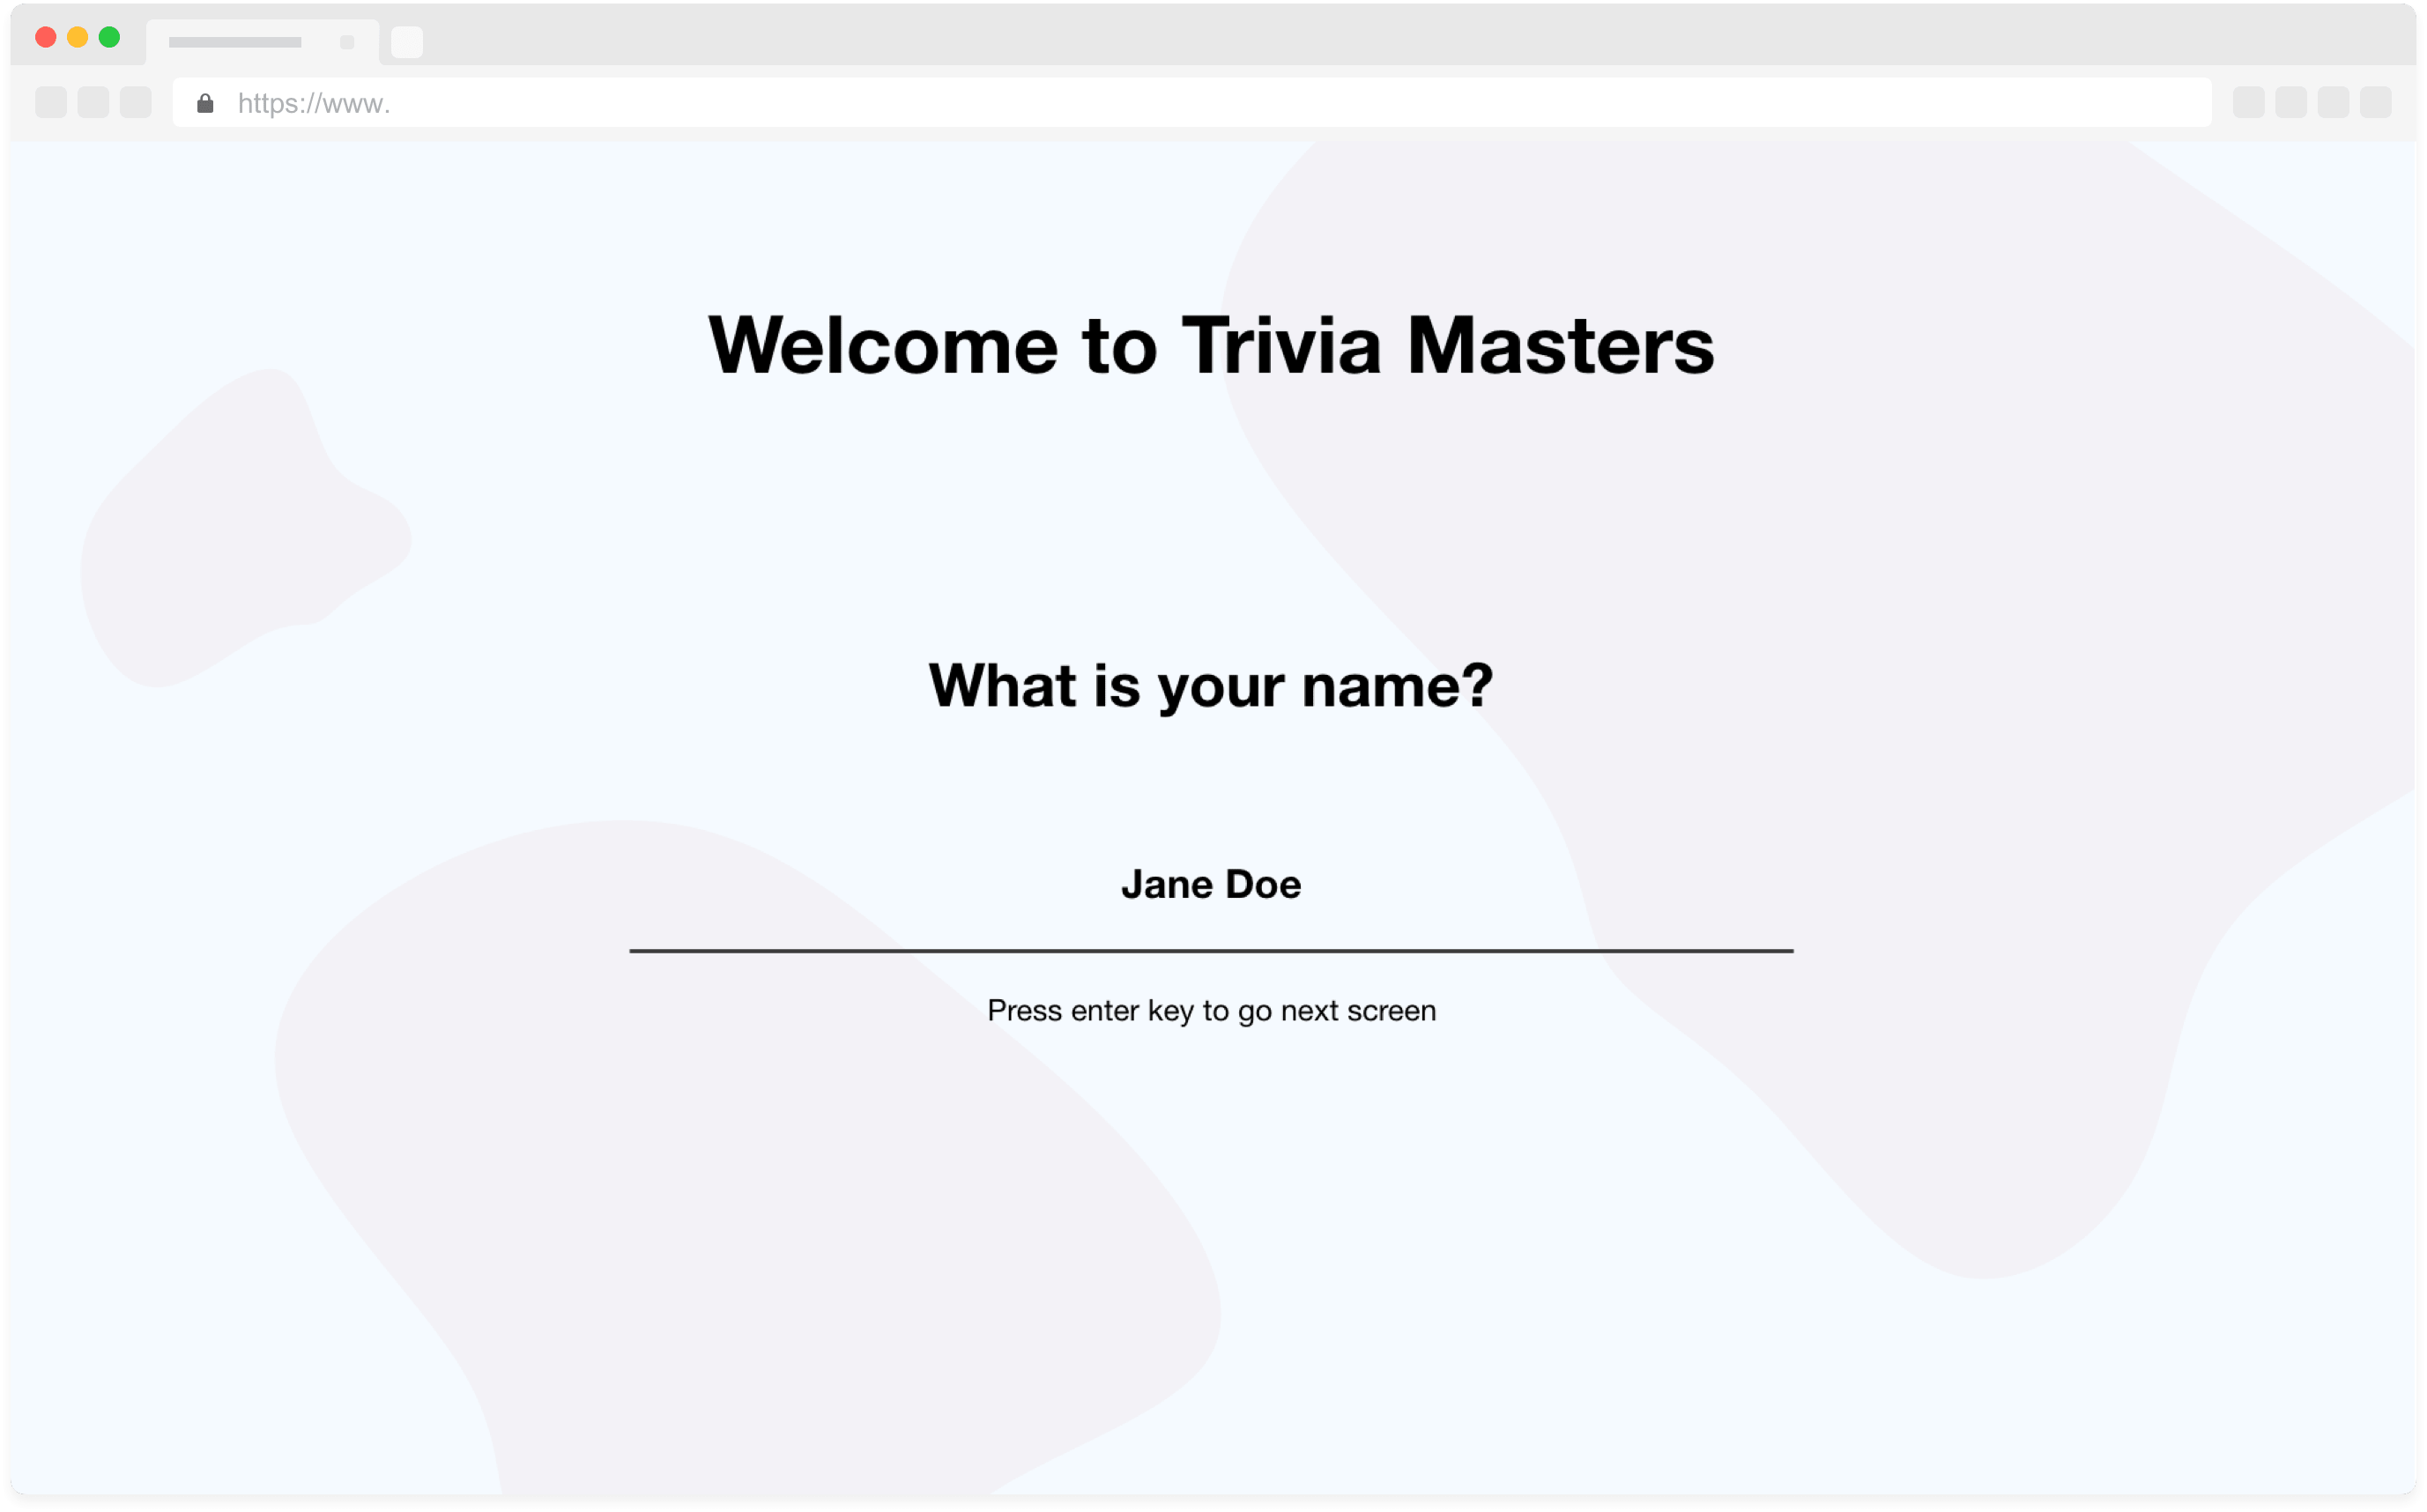 https://www.
Welcome to Trivia Masters
What is your name?
Jane Doe
Press enter key to go next screen